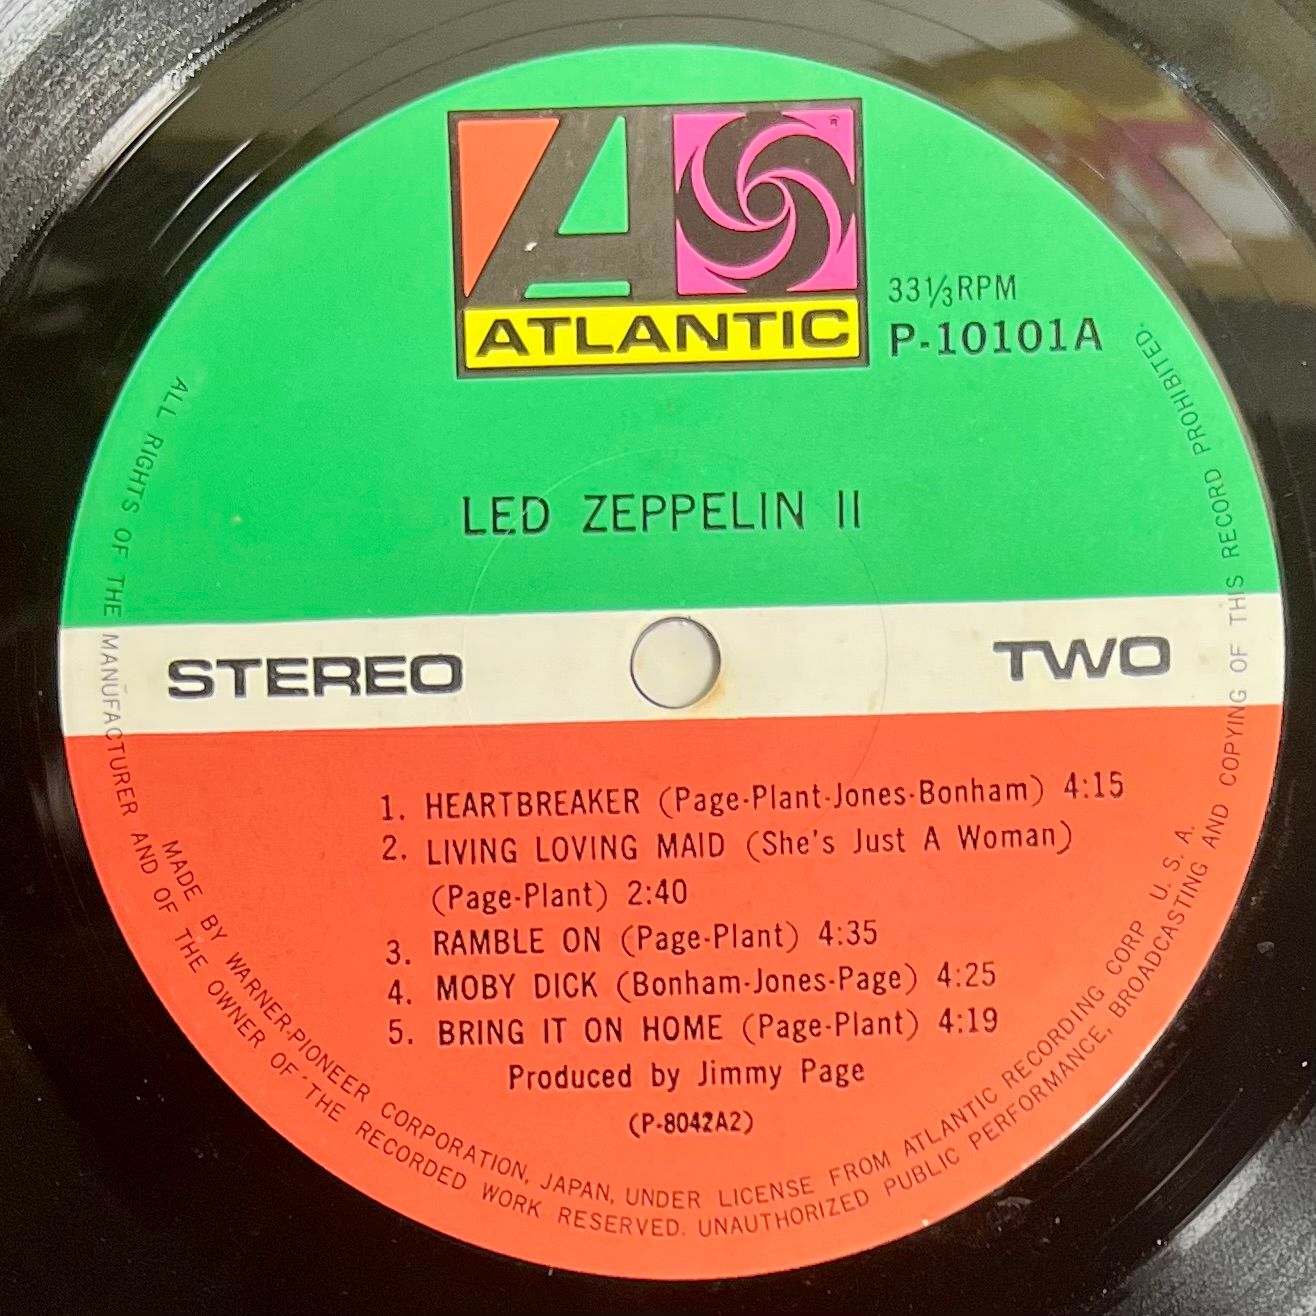 ATLANTIC
®
33⅓RPM
P-10101A
LED ZEPPELIN II
STEREO
TWO
1. HEARTBREAKER (Page-Plant-Jones-Bonham) 4:15
2. LIVING LOVING MAID (She's Just A Woman)
(Page-Plant) 2:40
3. RAMBLE ON (Page-Plant) 4:35
4. MOBY DICK (Bonham-Jones-Page) 4:25
5. BRING IT ON HOME (Page-Plant) 4:19
Produced by Jimmy Page
(P-8042A2)
MADE BY WARNER-PIONEER CORPORATION, JAPAN, UNDER LICENSE FROM ATLANTIC RECORDING CORP U. S. A.
ALL RIGHTS OF THE MANUFACTURER AND OF THE OWNER OF THE RECORDED WORK RESERVED. UNAUTHORIZED PUBLIC PERFORMANCE, BROADCASTING AND COPYING OF THIS RECORD PROHIBITED.